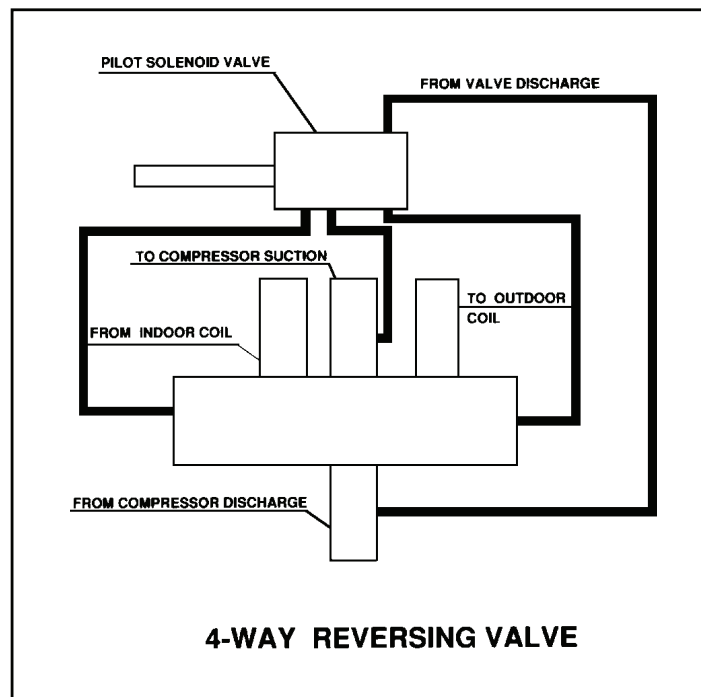 PILOT SOLENOID VALVE
FROM VALVE DISCHARGE
TO COMPRESSOR SUCTION
TO OUTDOOR
COIL
FROM INDOOR COIL
FROM COMPRESSOR DISCHARGE
4-WAY REVERSING VALVE